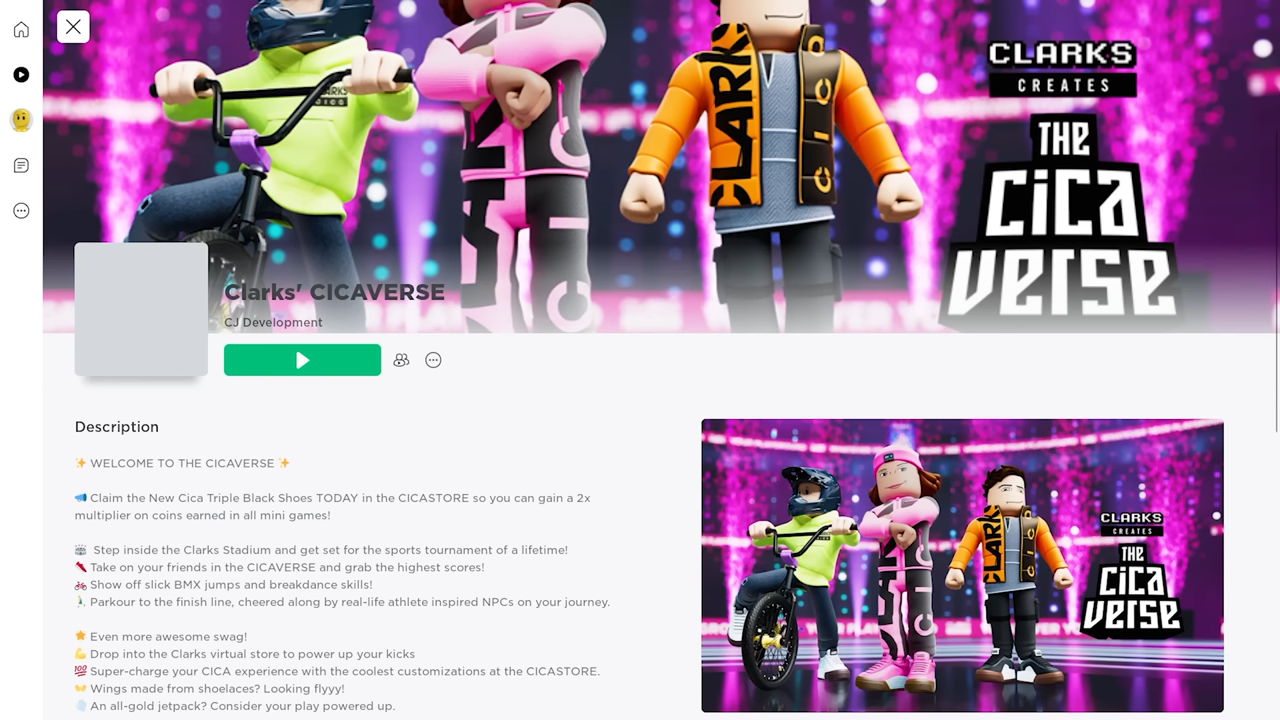 CLARKS
CREATES
THE
CiCa
verse
Clarks' CICAVERSE
CJ Development
Description
✨ WELCOME TO THE CICAVERSE ✨
Claim the New Cica Triple Black Shoes TODAY in the CICASTORE so you can gain a 2x
multiplier on coins earned in all mini games!
Step inside the Clarks Stadium and get set for the sports tournament of a lifetime!
Take on your friends in the CICAVERSE and grab the highest scores!
Show off slick BMX jumps and breakdance skills!
Parkour to the finish line, cheered along by real-life athlete inspired NPCs on your journey.
Even more awesome swag!
Drop into the Clarks virtual store to power up your kicks
💯 Super-charge your CICA experience with the coolest customizations at the CICASTORE.
Wings made from shoelaces? Looking flyyy!
An all-gold jetpack? Consider your play powered up.
CLARKS
CREATES
THE
CiCa
verse